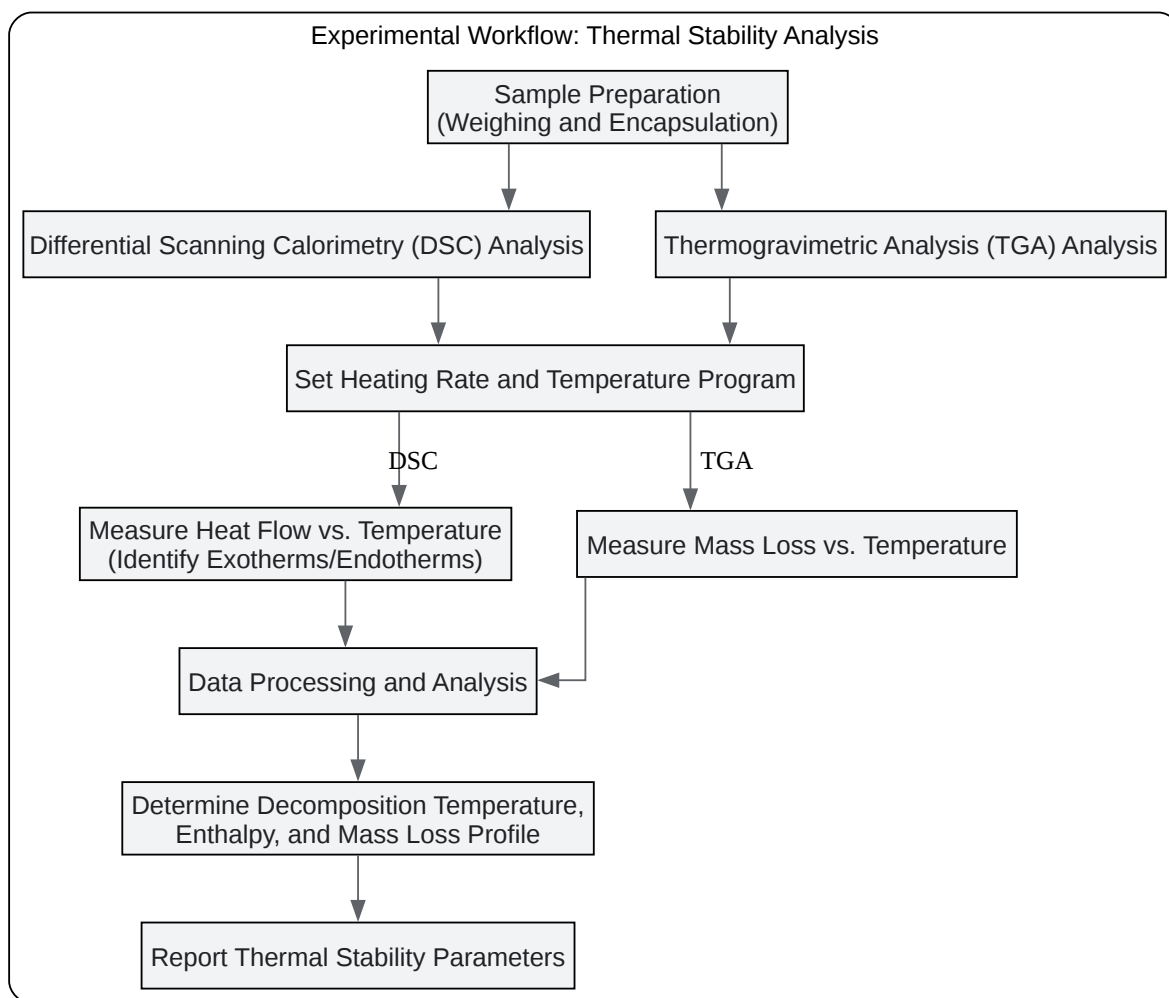 Experimental Workflow: Thermal Stability Analysis
Sample Preparation
(Weighing and Encapsulation)
Differential Scanning Calorimetry (DSC) Analysis
Thermogravimetric Analysis (TGA) Analysis
Set Heating Rate and Temperature Program
DSC
TGA
Measure Heat Flow vs. Temperature
(Identify Exotherms/Endotherms)
Measure Mass Loss vs. Temperature
Data Processing and Analysis
Determine Decomposition Temperature,
Enthalpy, and Mass Loss Profile
Report Thermal Stability Parameters